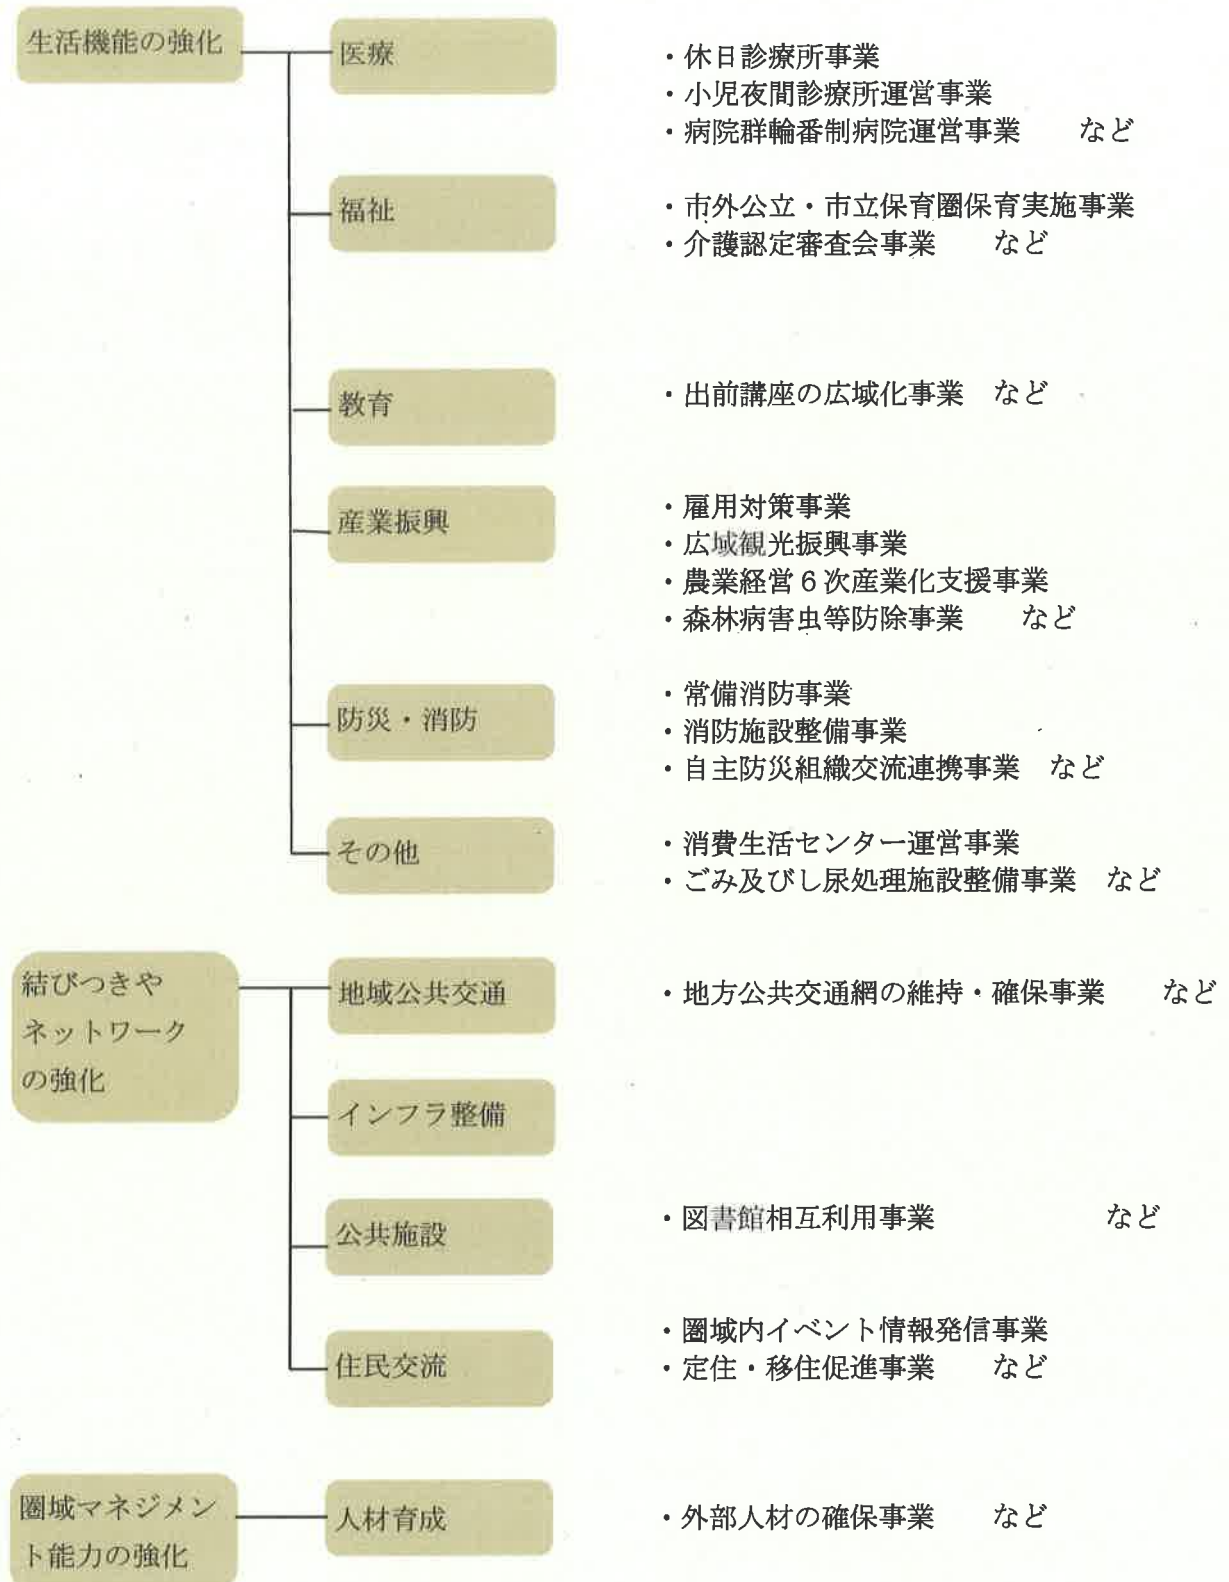 生活機能の強化
医療
・休日診療所事業
・小児夜間診療所運営事業
・病院群輪番制病院運営事業　　など
福祉
・市外公立・市立保育圏保育実施事業
・介護認定審査会事業　　など
教育
・出前講座の広域化事業　など
産業振興
・雇用対策事業
・広域観光振興事業
・農業経営６次産業化支援事業
・森林病害虫等防除事業　　など
防災・消防
・常備消防事業
・消防施設整備事業
・自主防災組織交流連携事業　など
その他
・消費生活センター運営事業
・ごみ及びし尿処理施設整備事業　など
結びつきや
ネットワーク
の強化
地域公共交通
・地方公共交通網の維持・確保事業　　など
インフラ整備
公共施設
・図書館相互利用事業　　など
住民交流
・圏域内イベント情報発信事業
・定住・移住促進事業　　など
圏域マネジメン
ト能力の強化
人材育成
・外部人材の確保事業　　など